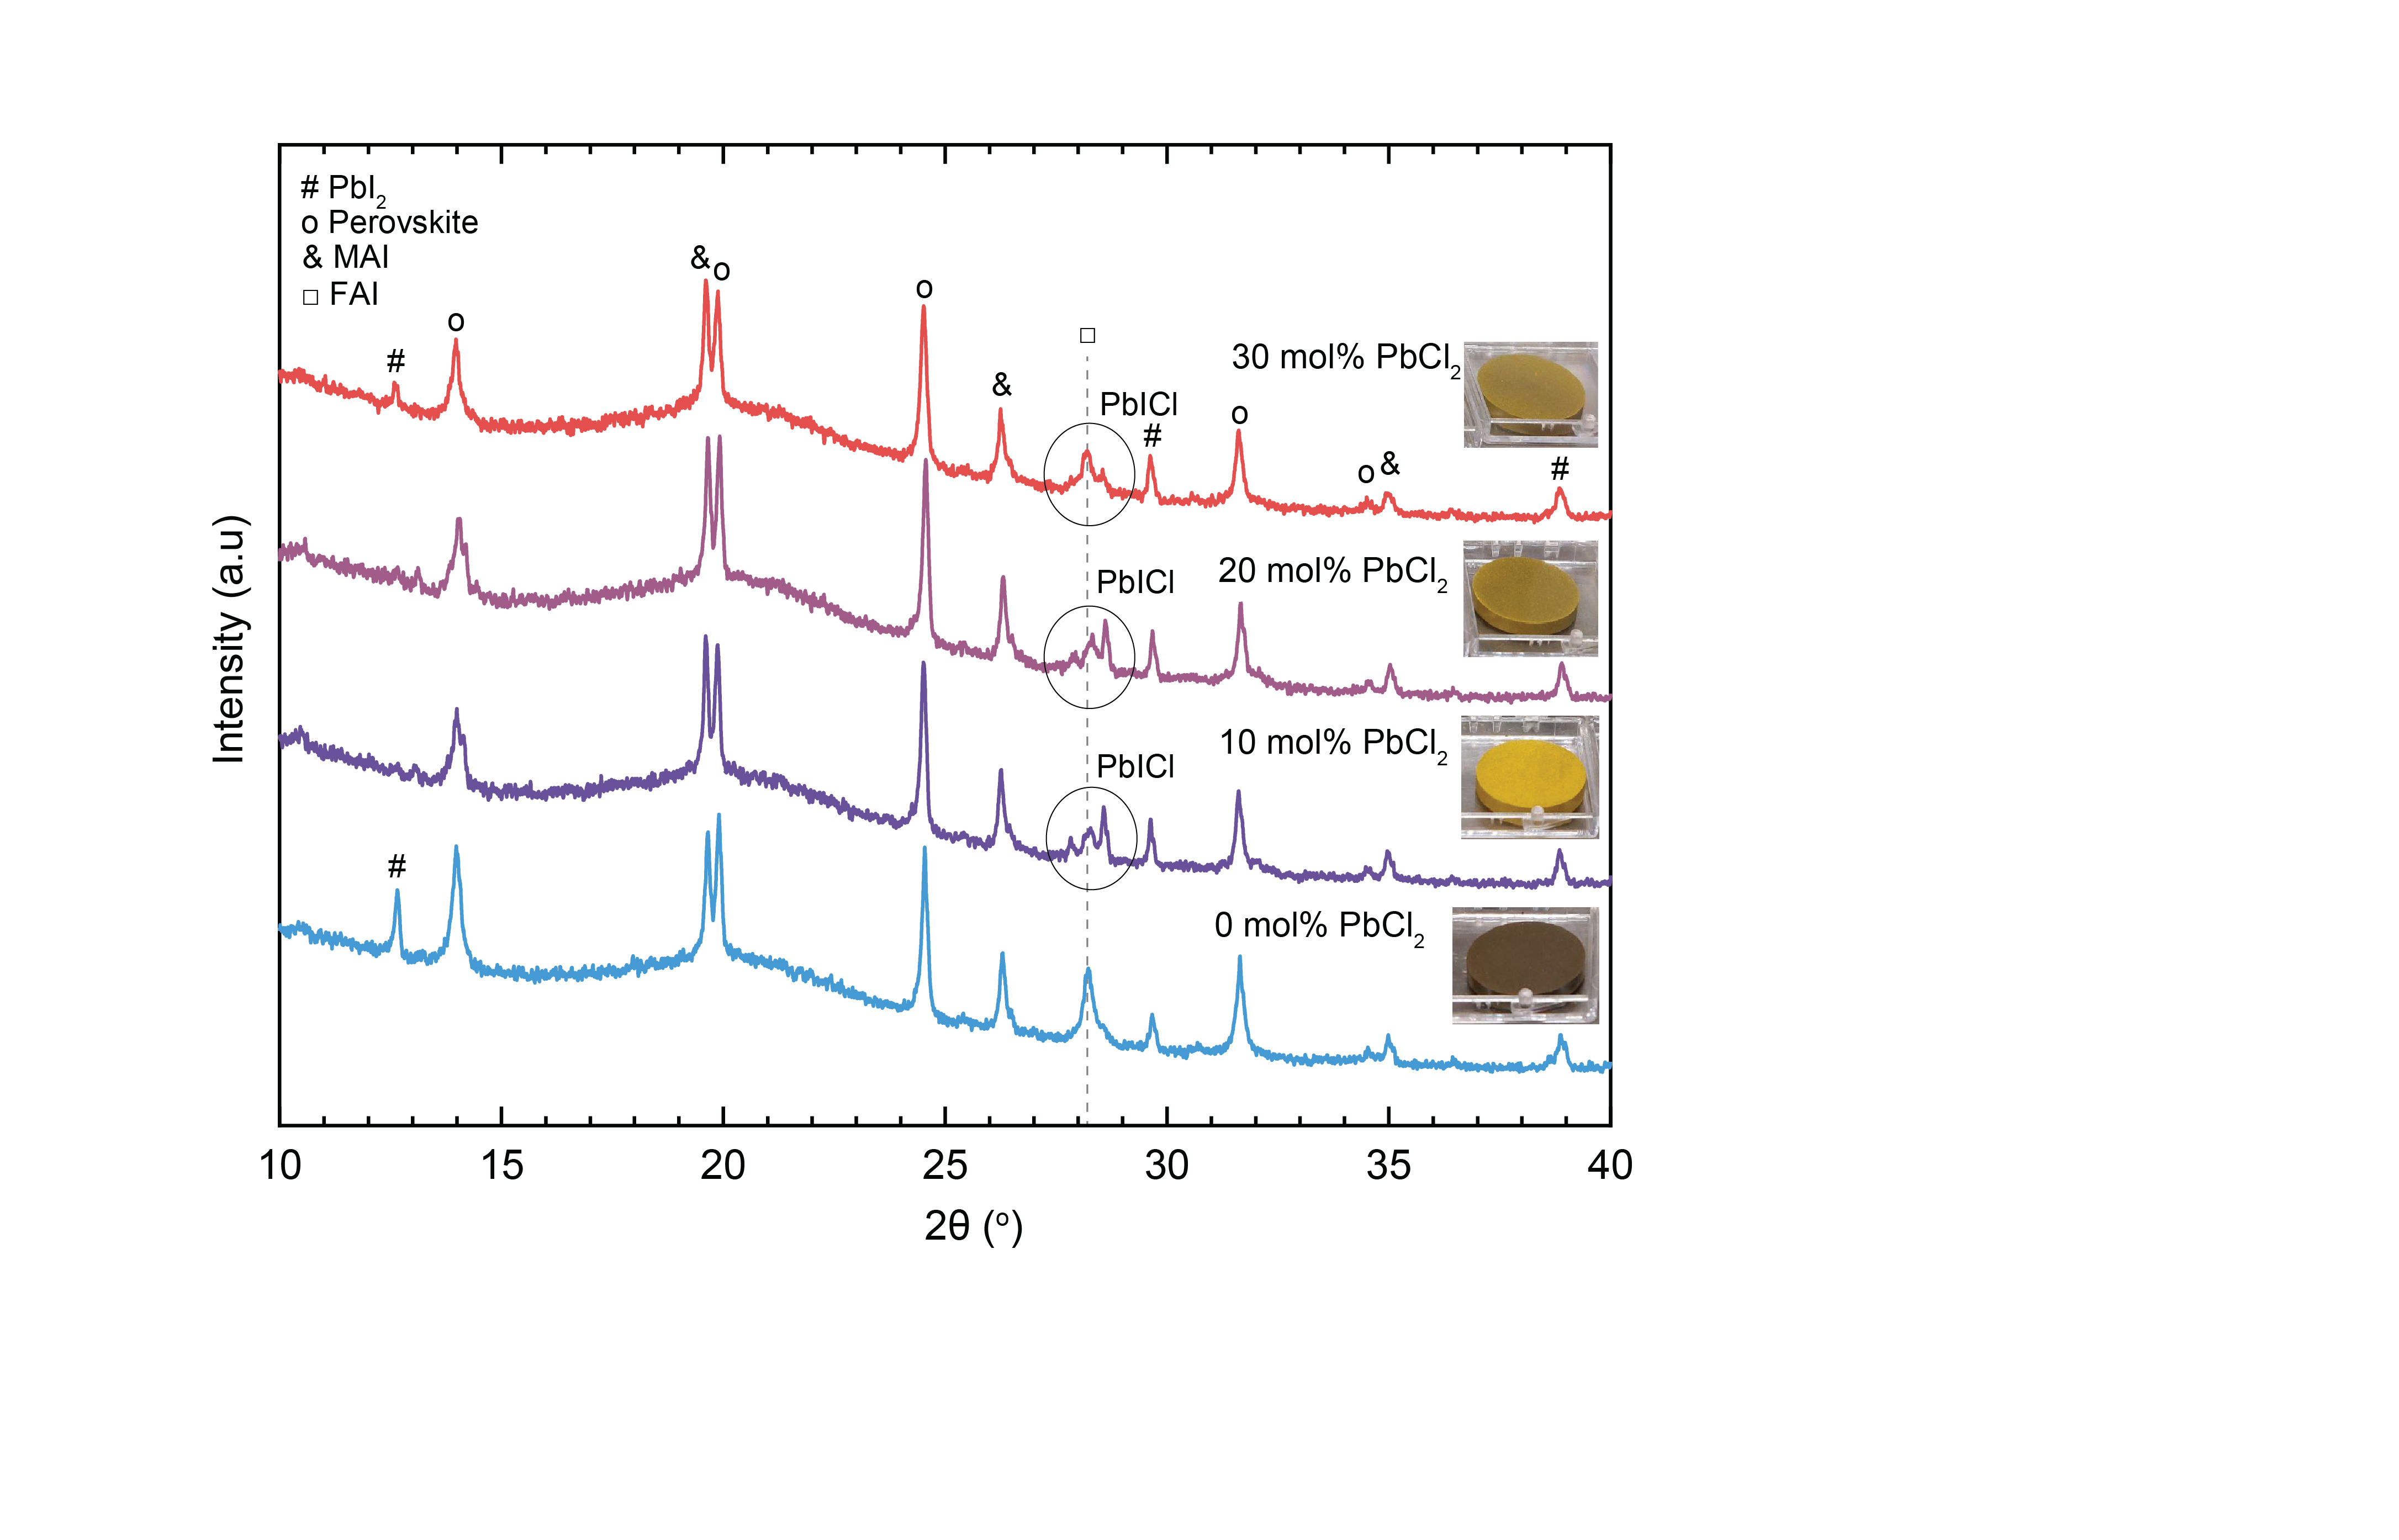 # PbI2
o Perovskite
& MAI
□ FAI
#
o
&
o
o
&
□
PbICl
#
o
o
&
#
30 mol% PbCl2
PbICl
20 mol% PbCl2
PbICl
10 mol% PbCl2
#
0 mol% PbCl2
Intensity (a.u)
10 15 20 25 30 35 40
2θ (o)